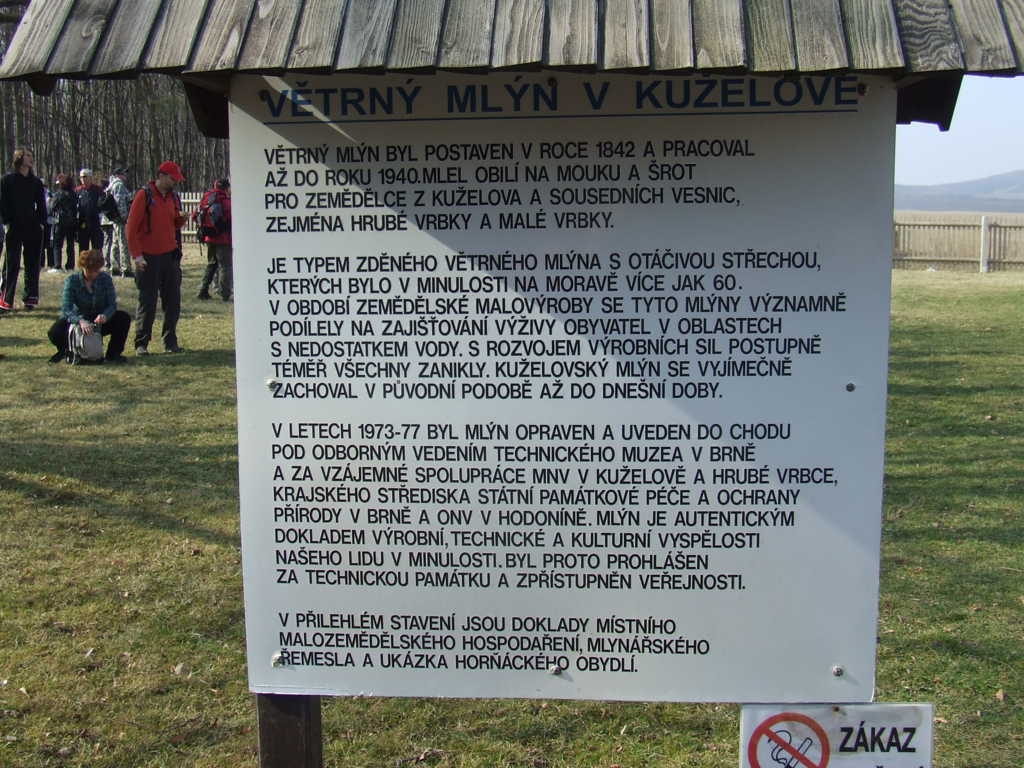 VĚTRNÝ MLÝN V KUŽELOVĚ
VĚTRNÝ MLÝN BYL POSTAVEN V ROCE 1842 A PRACOVAL
AŽ DO ROKU 1940. MLEL OBILÍ NA MOUKU A ŠROT
PRO ZEMĚDĚLCE Z KUŽELOVA A SOUSEDNÍCH VESNIC,
ZEJMÉNA HRUBÉ VRBKY A MALÉ VRBKY.
JE TYPEM ZDĚNÉHO VĚTRNÉHO MLÝNA S OTÁČIVOU STŘECHOU,
KTERÝCH BYLO V MINULOSTI NA MORAVĚ VÍCE JAK 60.
V OBDOBÍ ZEMĚDĚLSKÉ MALOVÝROBY SE TYTO MLÝNY VÝZNAMNĚ
PODÍLELY NA ZAJIŠŤOVÁNÍ VÝŽIVY OBYVATEL V OBLASTECH
S NEDOSTATKEM VODY. S ROZVOJEM VÝROBNÍCH SIL POSTUPNĚ
TÉMĚŘ VŠECHNY ZANIKLY. KUŽELOVSKÝ MLÝN SE VYJÍMEČNĚ
ZACHOVAL V PŮVODNÍ PODOBĚ AŽ DO DNEŠNÍ DOBY.
V LETECH 1973-77 BYL MLÝN OPRAVEN A UVEDEN DO CHODU
POD ODBORNÝM VEDENÍM TECHNICKÉHO MUZEA V BRNĚ
A ZA VZÁJEMNÉ SPOLUPRÁCE MNV V KUŽELOVĚ A HRUBÉ VRBCE,
KRAJSKÉHO STŘEDISKA STÁTNÍ PAMÁTKOVÉ PÉČE A OCHRANY
PŘÍRODY V BRNĚ A ONV V HODONÍNĚ. MLÝN JE AUTENTICKÝM
DOKLADEM VÝROBNÍ, TECHNICKÉ A KULTURNÍ VYSPĚLOSTI
NAŠEHO LIDU V MINULOSTI. BYL PROTO PROHLÁŠEN
ZA TECHNICKOU PAMÁTKU A ZPŘÍSTUPNĚN VEŘEJNOSTI.
V PŘILEHLÉM STAVENÍ JSOU DOKLADY MÍSTNÍHO
MALOZEMĚDĚLSKÉHO HOSPODAŘENÍ, MLYNÁŘSKÉHO
ŘEMESLA A UKÁZKA HORŇÁCKÉHO OBYDLÍ.
ZÁKAZ